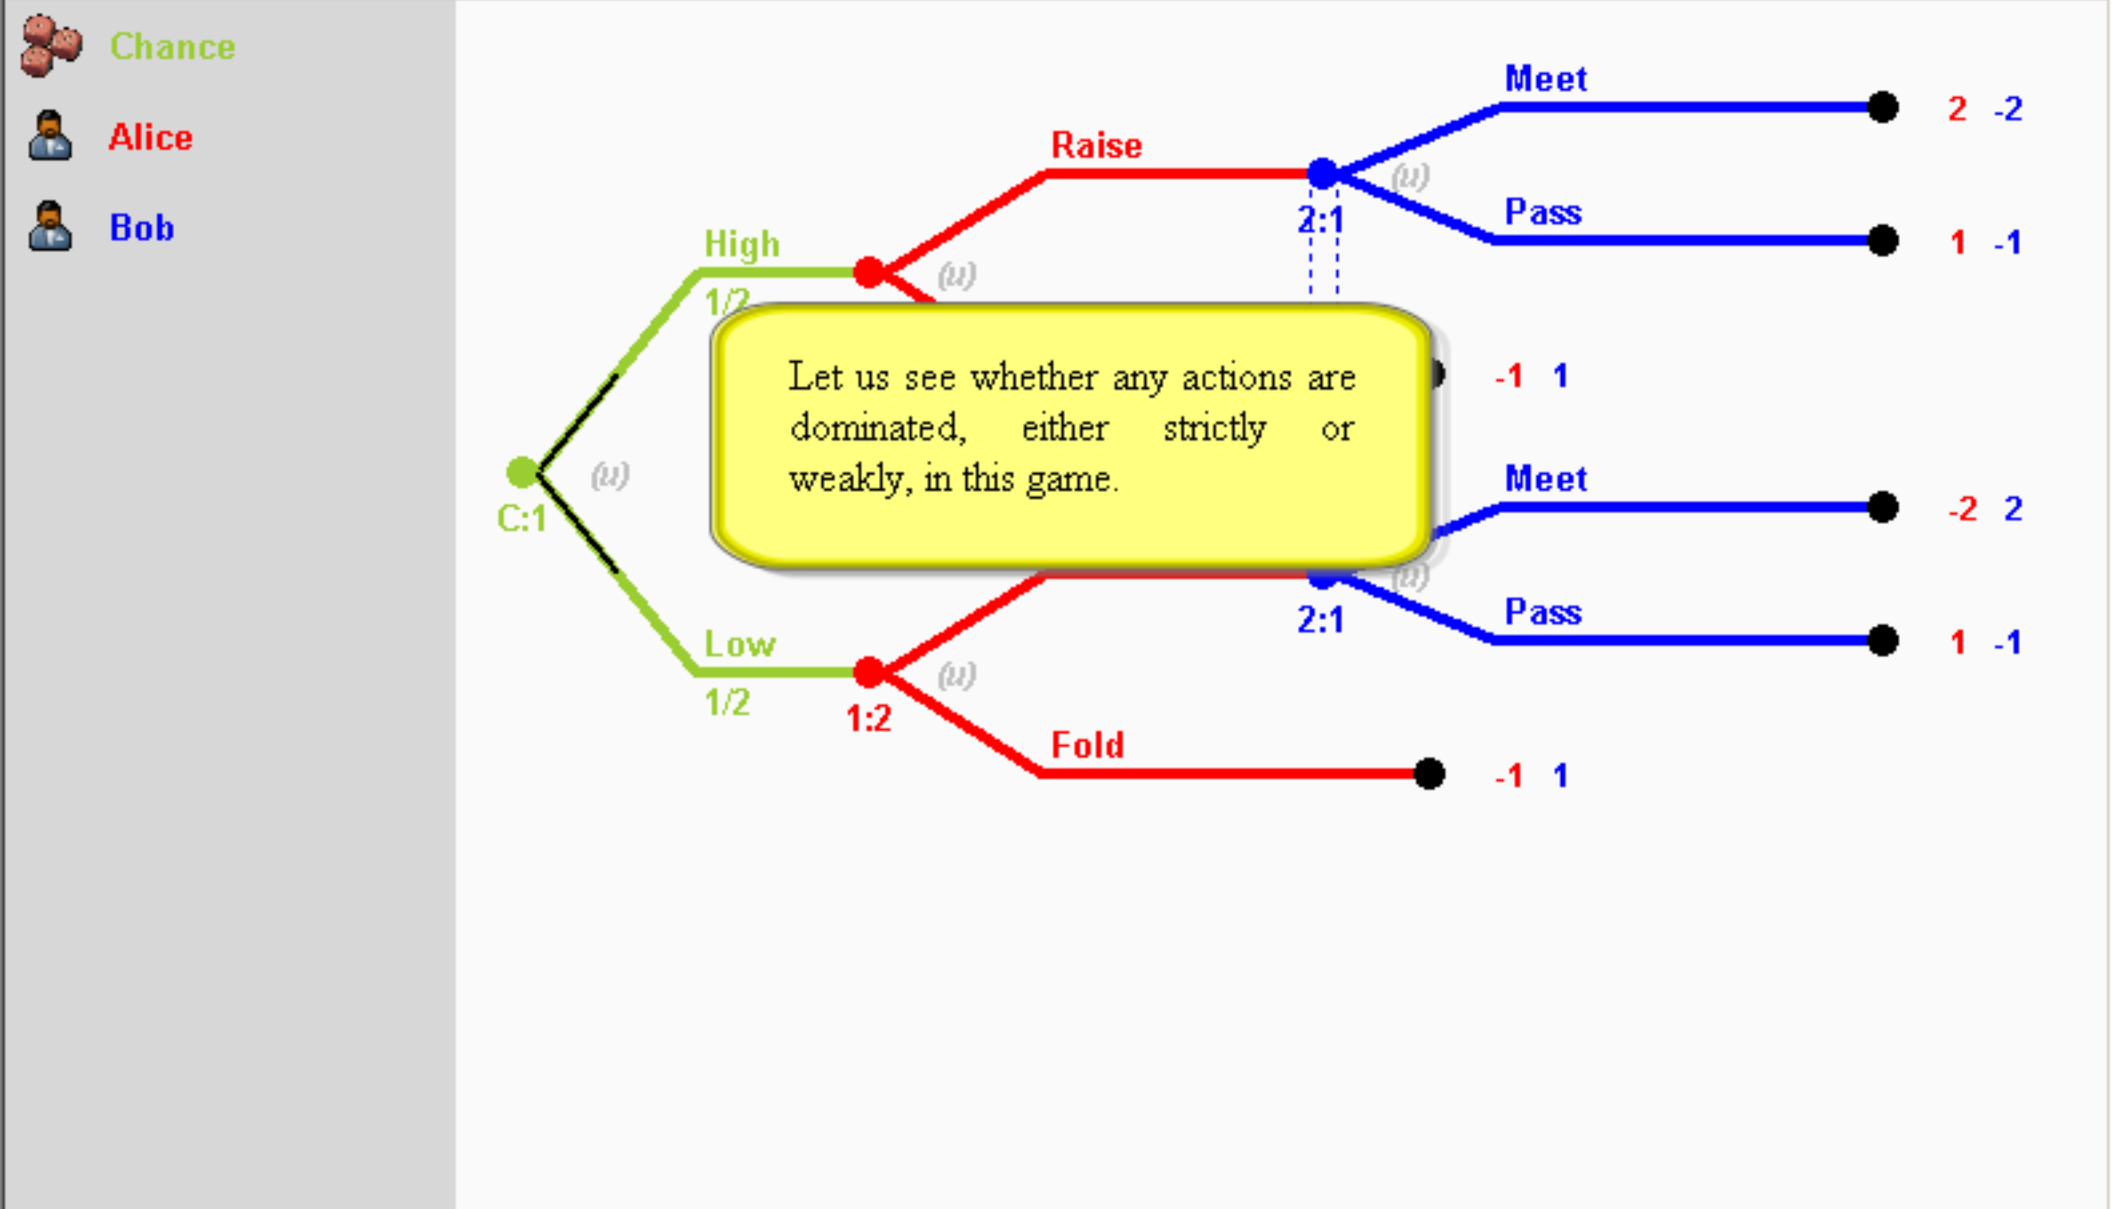 Chance
Alice
Bob
Meet
2 -2
Raise
(u)
2:1
Pass
1 -1
High
(u)
1/2
Let us see whether any actions are
dominated, either strictly or
weakly, in this game.
-1 1
(u)
C:1
Meet
-2 2
(u)
2:1
Pass
1 -1
Low
(u)
1/2
1:2
Fold
-1 1